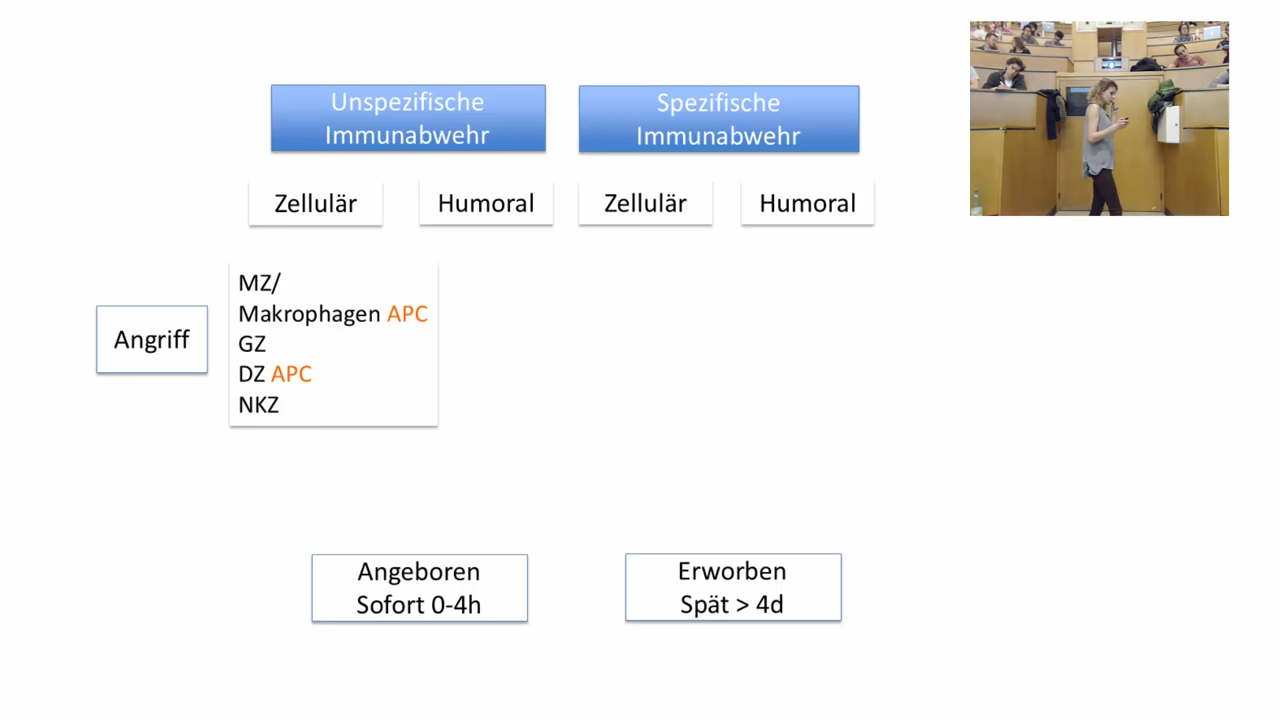 Unspezifische
Immunabwehr
Spezifische
Immunabwehr
Zellulär
Humoral
Zellulär
Humoral
Angriff
MZ/
Makrophagen APC
GZ
DZ APC
NKZ
Angeboren
Sofort 0-4h
Erworben
Spät > 4d